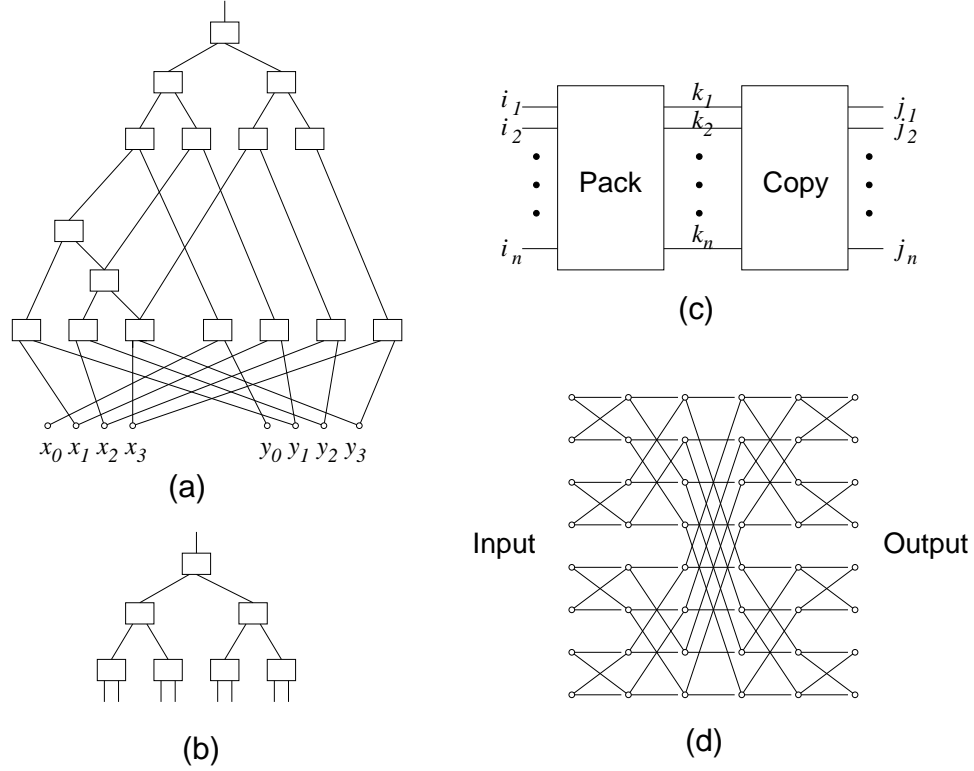 x0 x1 x2 x3 y0 y1 y2 y3
(a)
(b)
i1 k1 j1
i2 k2 j2
Pack Copy
in kn jn
(c)
Input Output
(d)